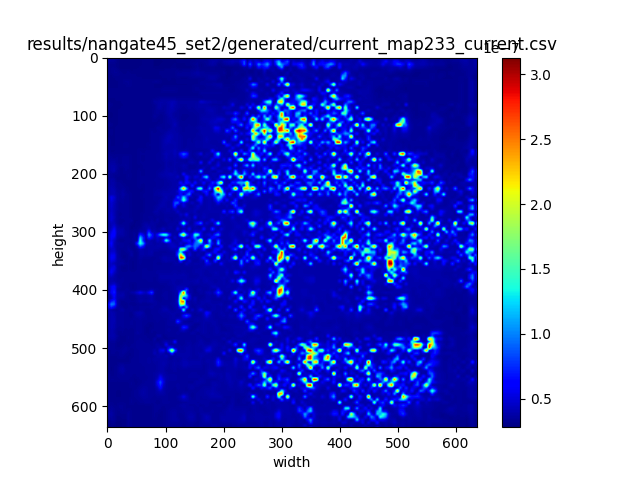 results/nangate45_set2/generated/current_map233_current.csv
1e−7
0
100
200
300
400
500
600
height
0 100 200 300 400 500 600
width
3.0
2.5
2.0
1.5
1.0
0.5